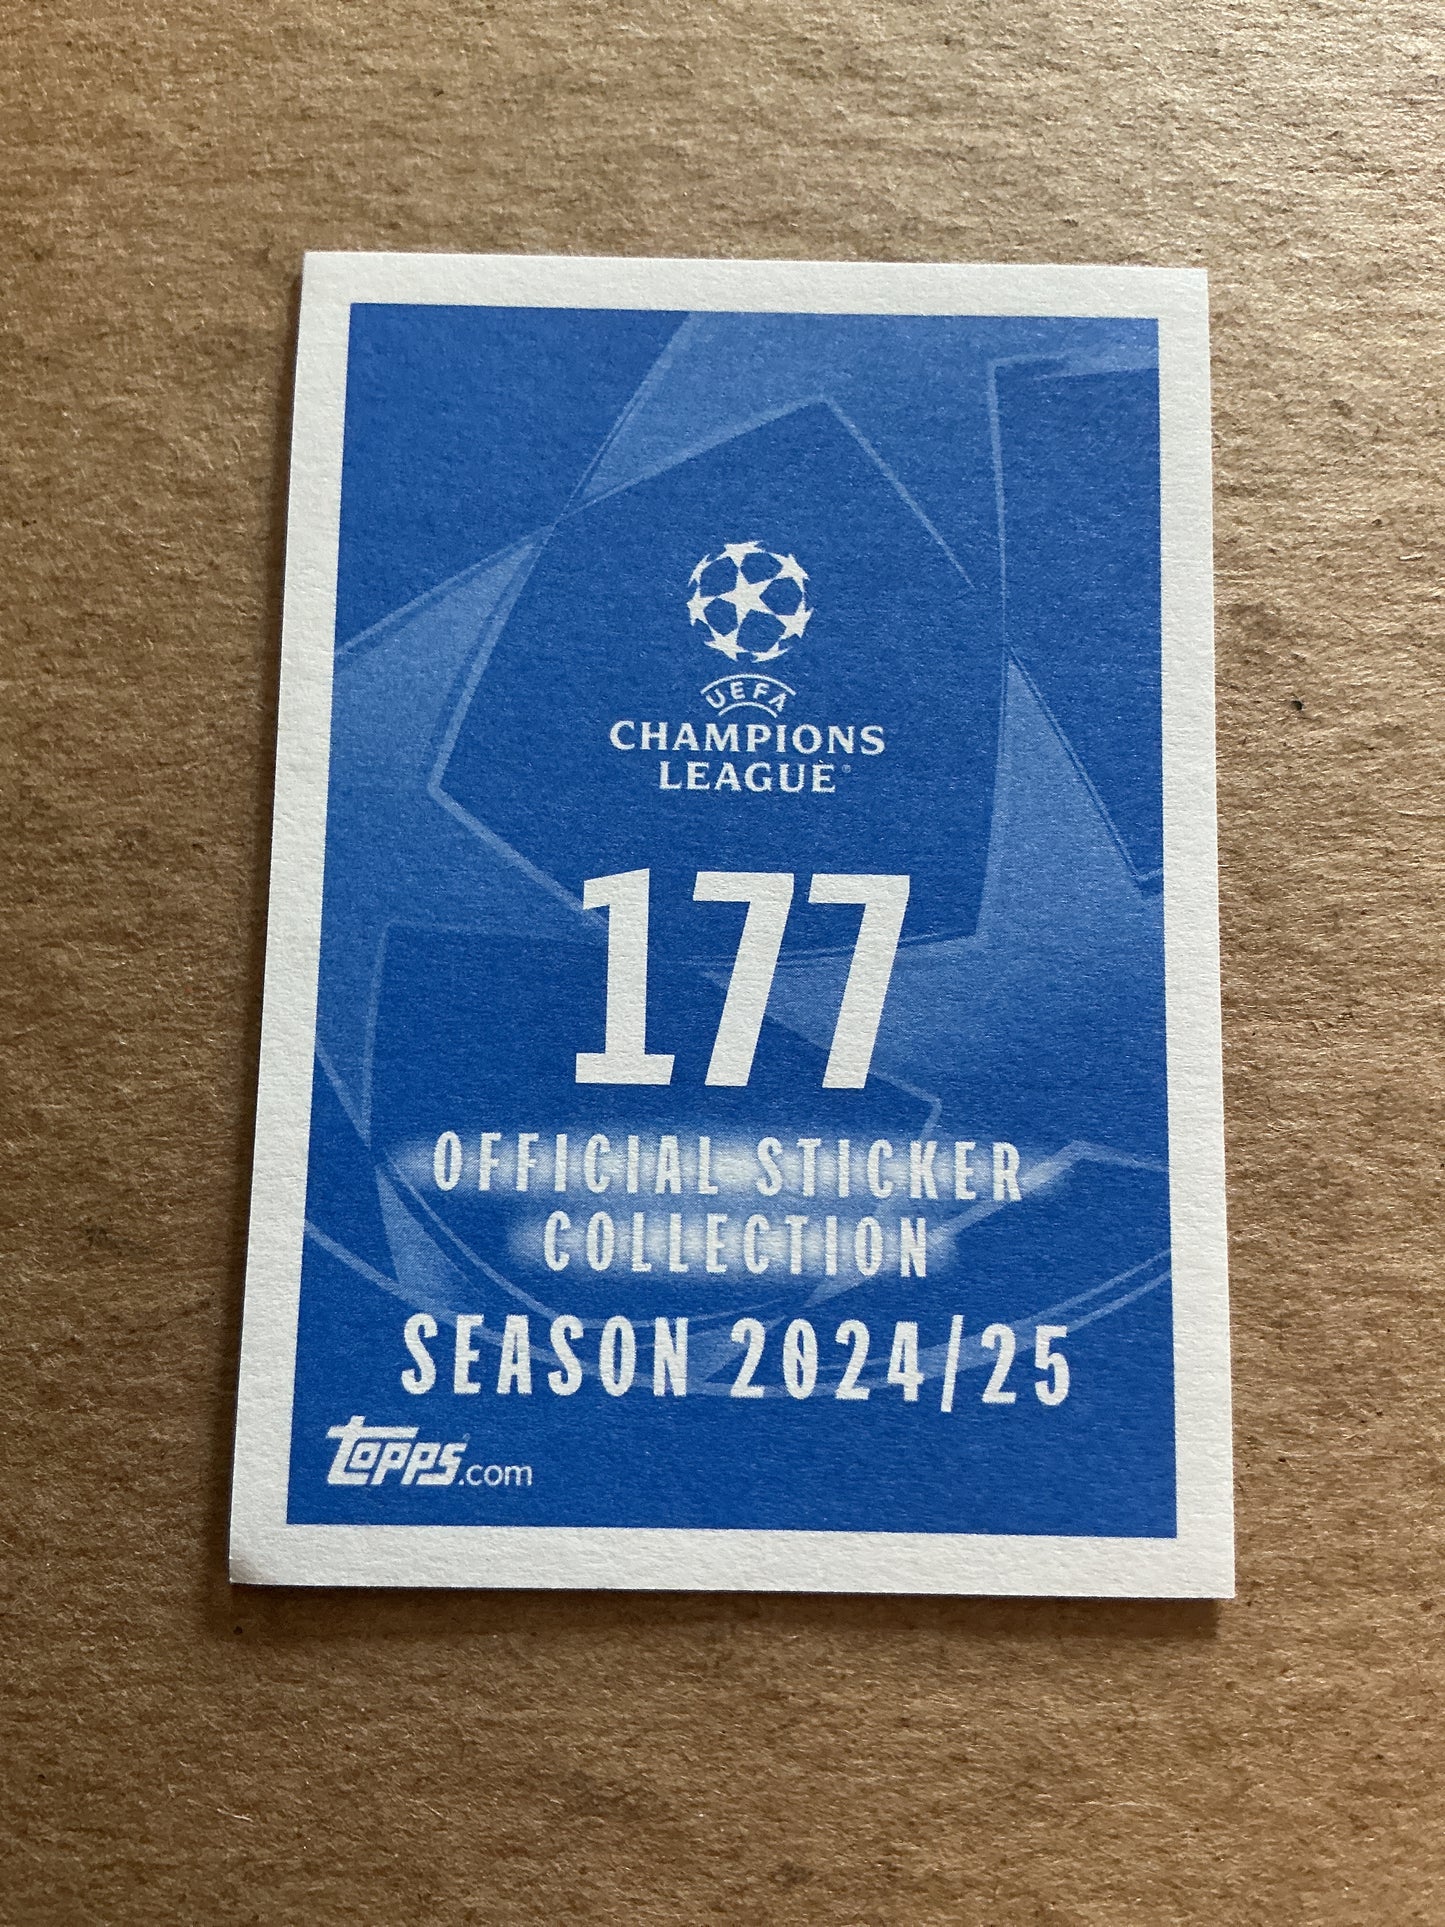 UEFA
CHAMPIONS
LEAGUE®
177
OFFICIAL STICKER
COLLECTION
SEASON 2024/25
topps.com